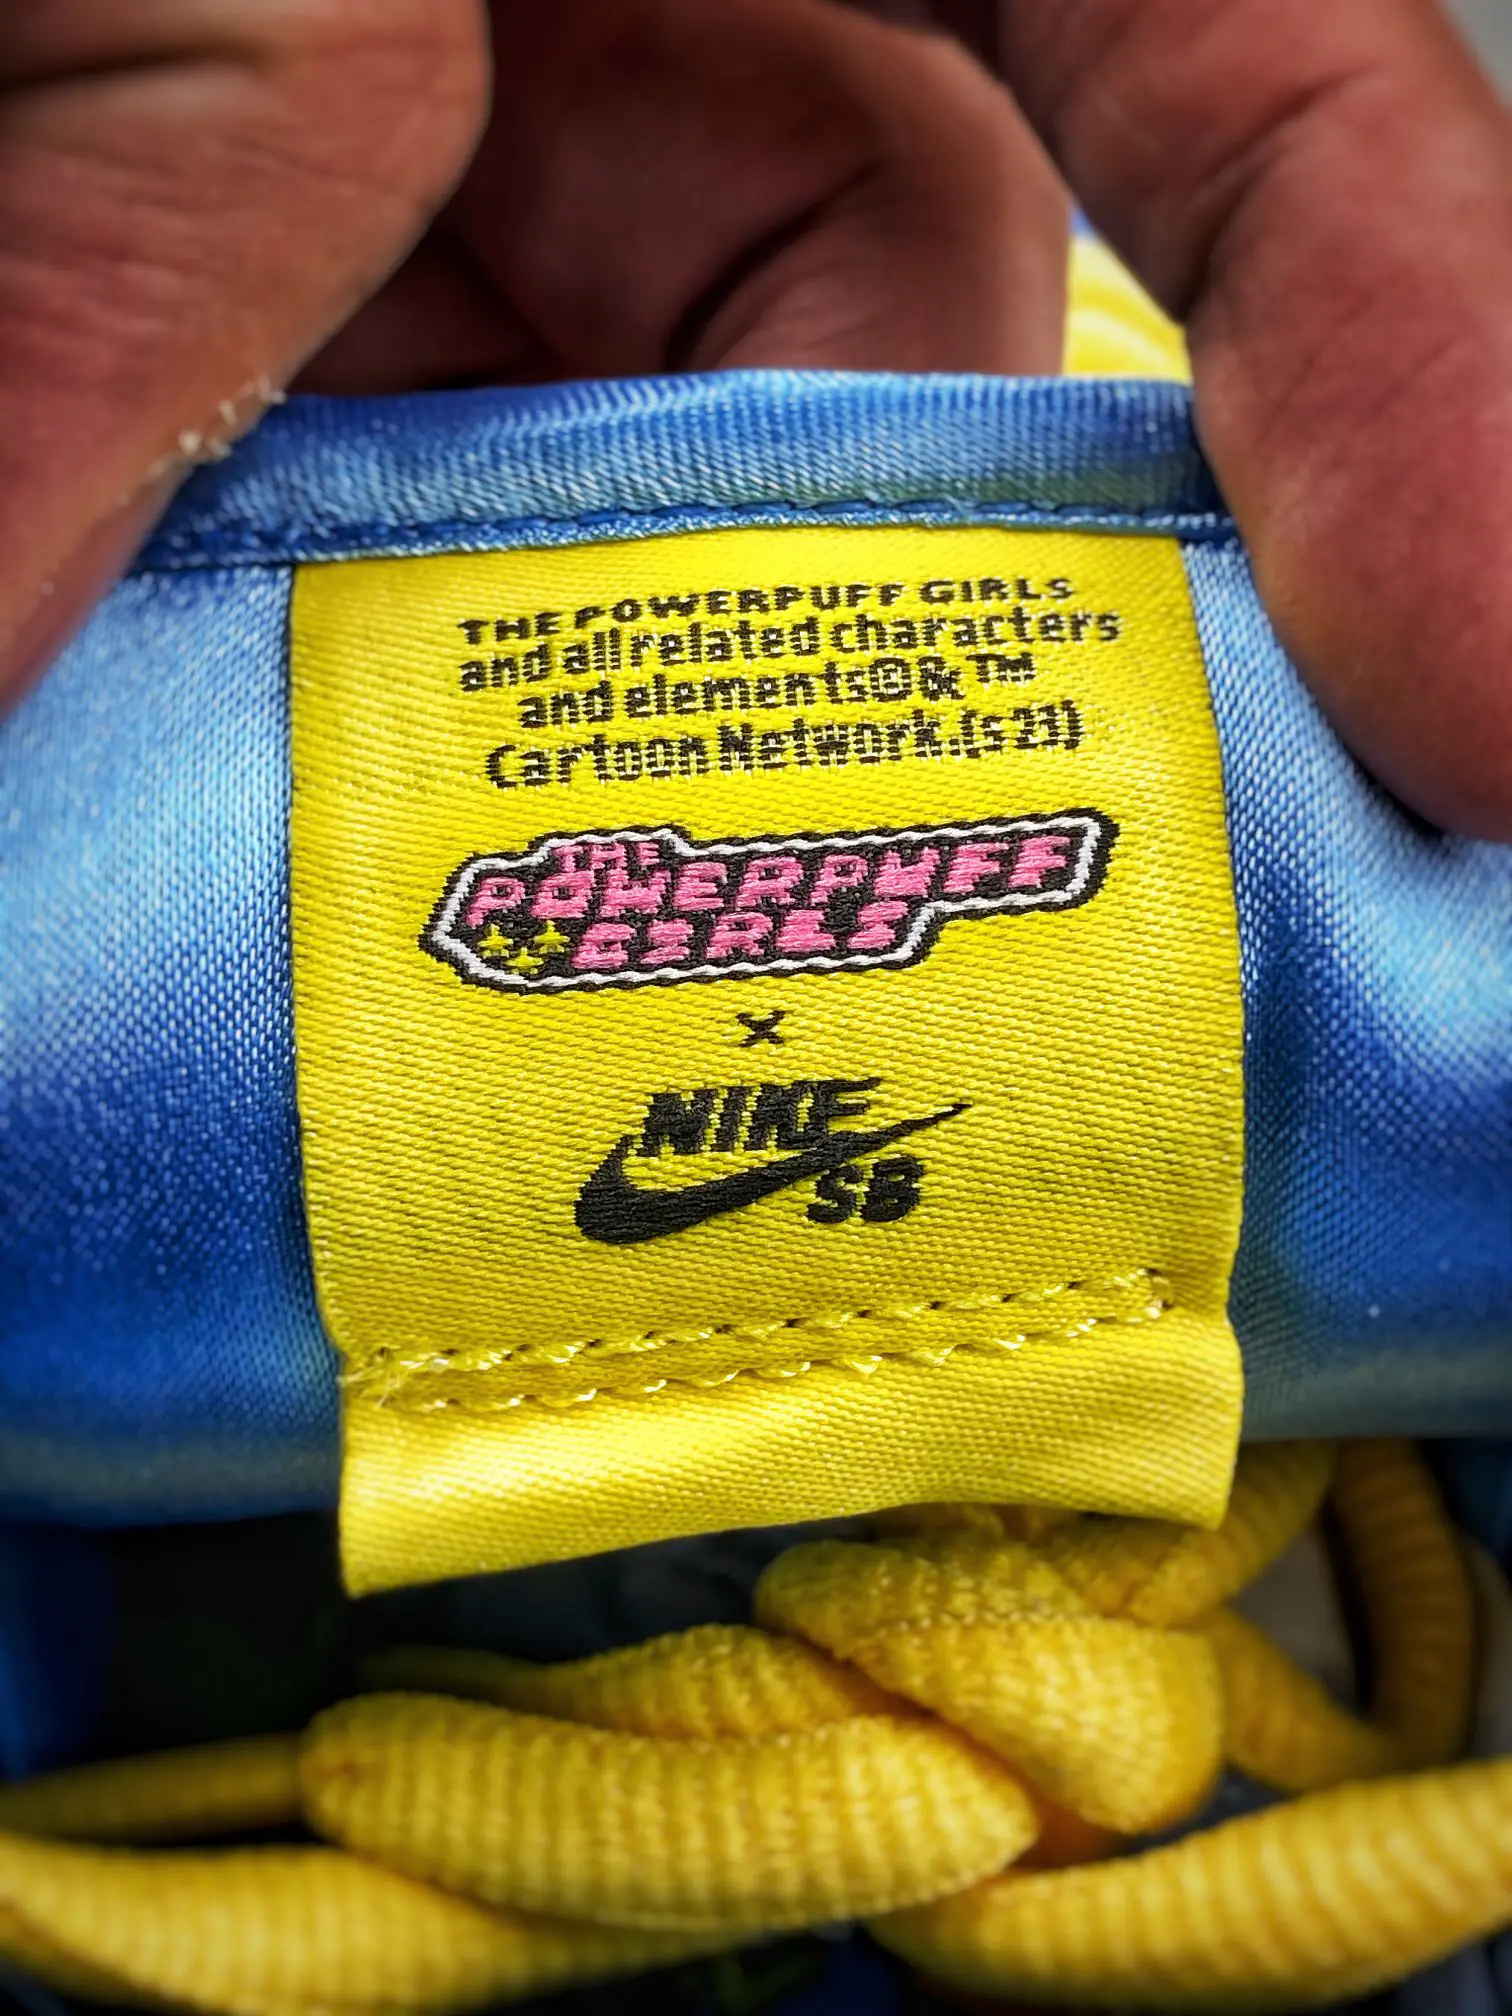 THE POWERPUFF GIRLS
and all related characters
and elements © & ™
Cartoon Network. (s23)
THE
POWERPUFF
GIRLS
x
NIKE
SB